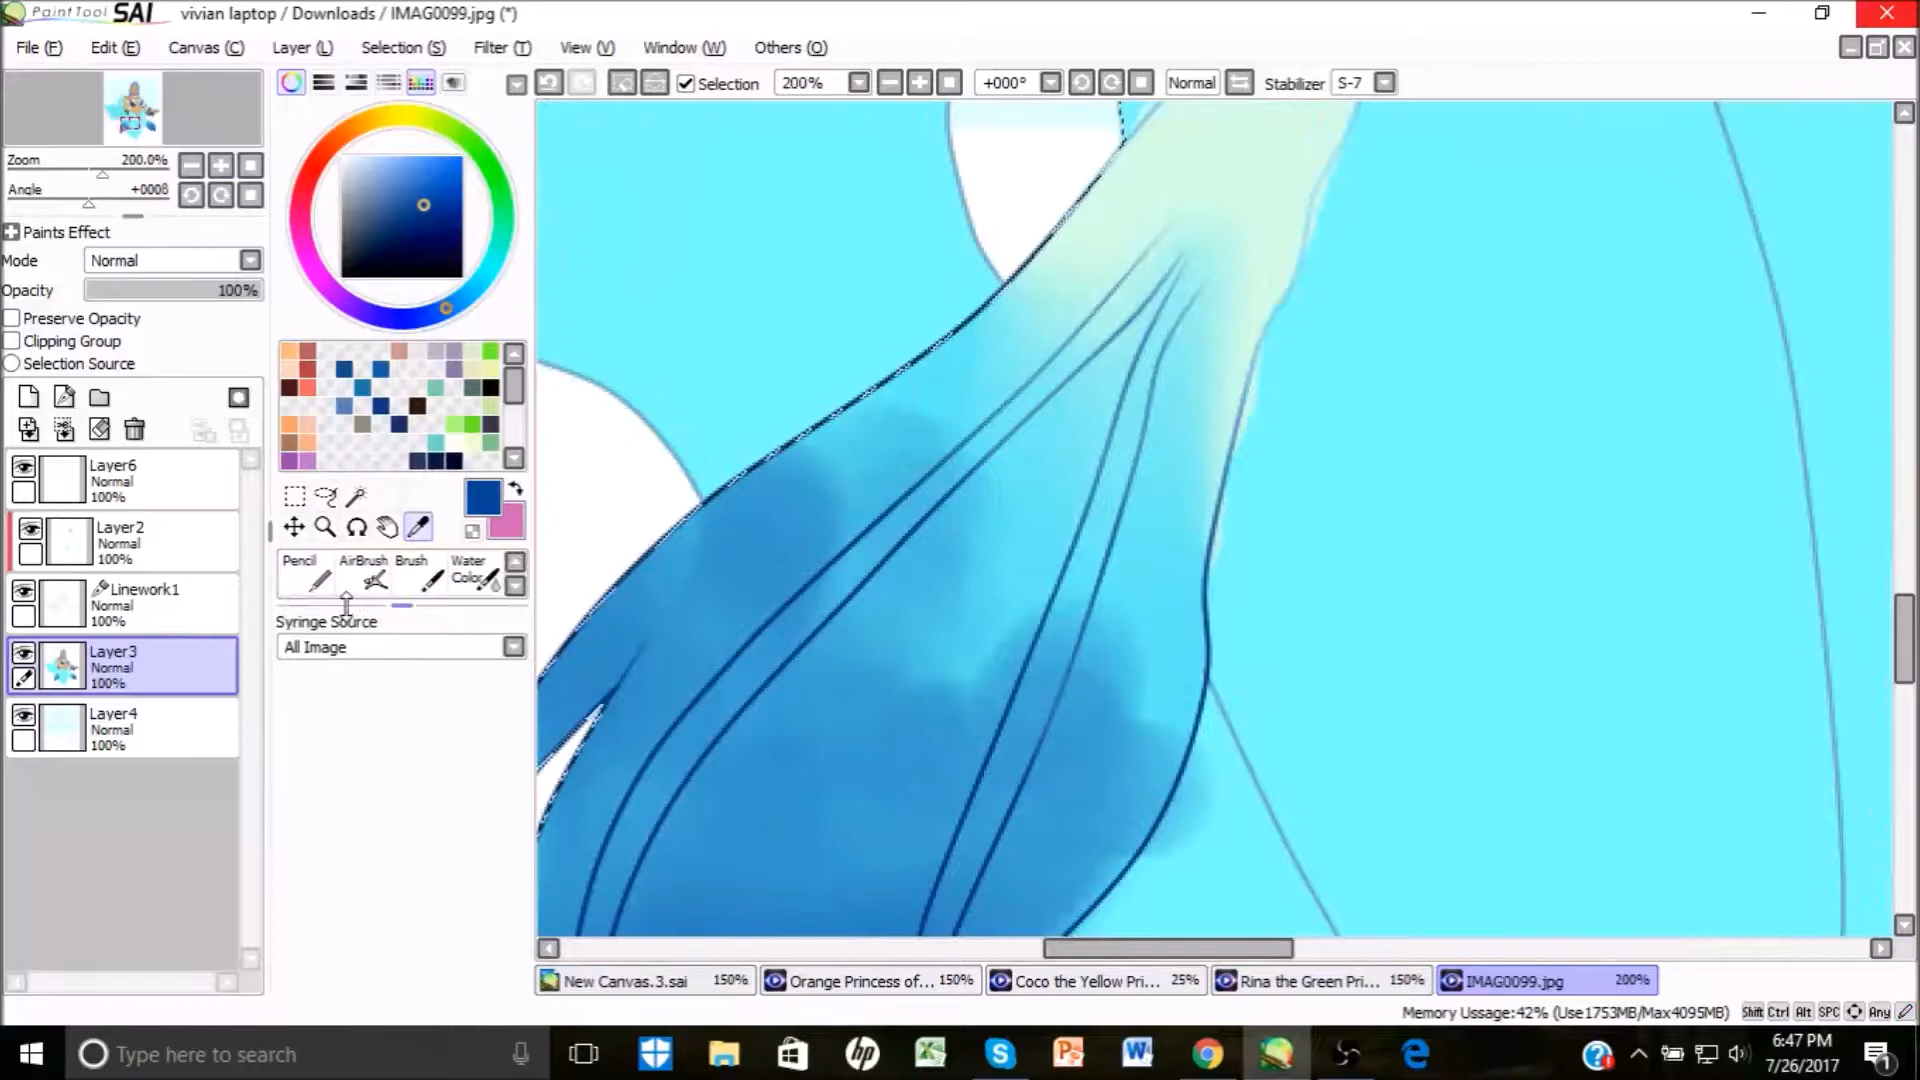 PaintTool SAI vivian laptop / Downloads / IMAG0099.jpg (*)
File (F) Edit (E) Canvas (C) Layer (L) Selection (S) Filter (T) View (V) Window (W) Others (O)
Selection 200% +000° Normal Stabilizer S-7
Zoom 200.0%
Angle +000ß
Paints Effect
Mode Normal
Opacity 100%
Preserve Opacity
Clipping Group
Selection Source
Layer6
Normal
100%
Layer2
Normal
100%
Linework1
Normal
100%
Layer3
Normal
100%
Layer4
Normal
100%
Pencil AirBrush Brush Water
Color
Syringe Source
All Image
New Canvas.3.sai 150% Orange Princess of... 150% Coco the Yellow Pri... 25% Rina the Green Pri... 150% IMAG0099.jpg 200%
Memory Ussage:42% (Use1753MB/Max4095MB) Shift Ctrl Alt SPC Any
Type here to search
6:47 PM
7/26/2017
1